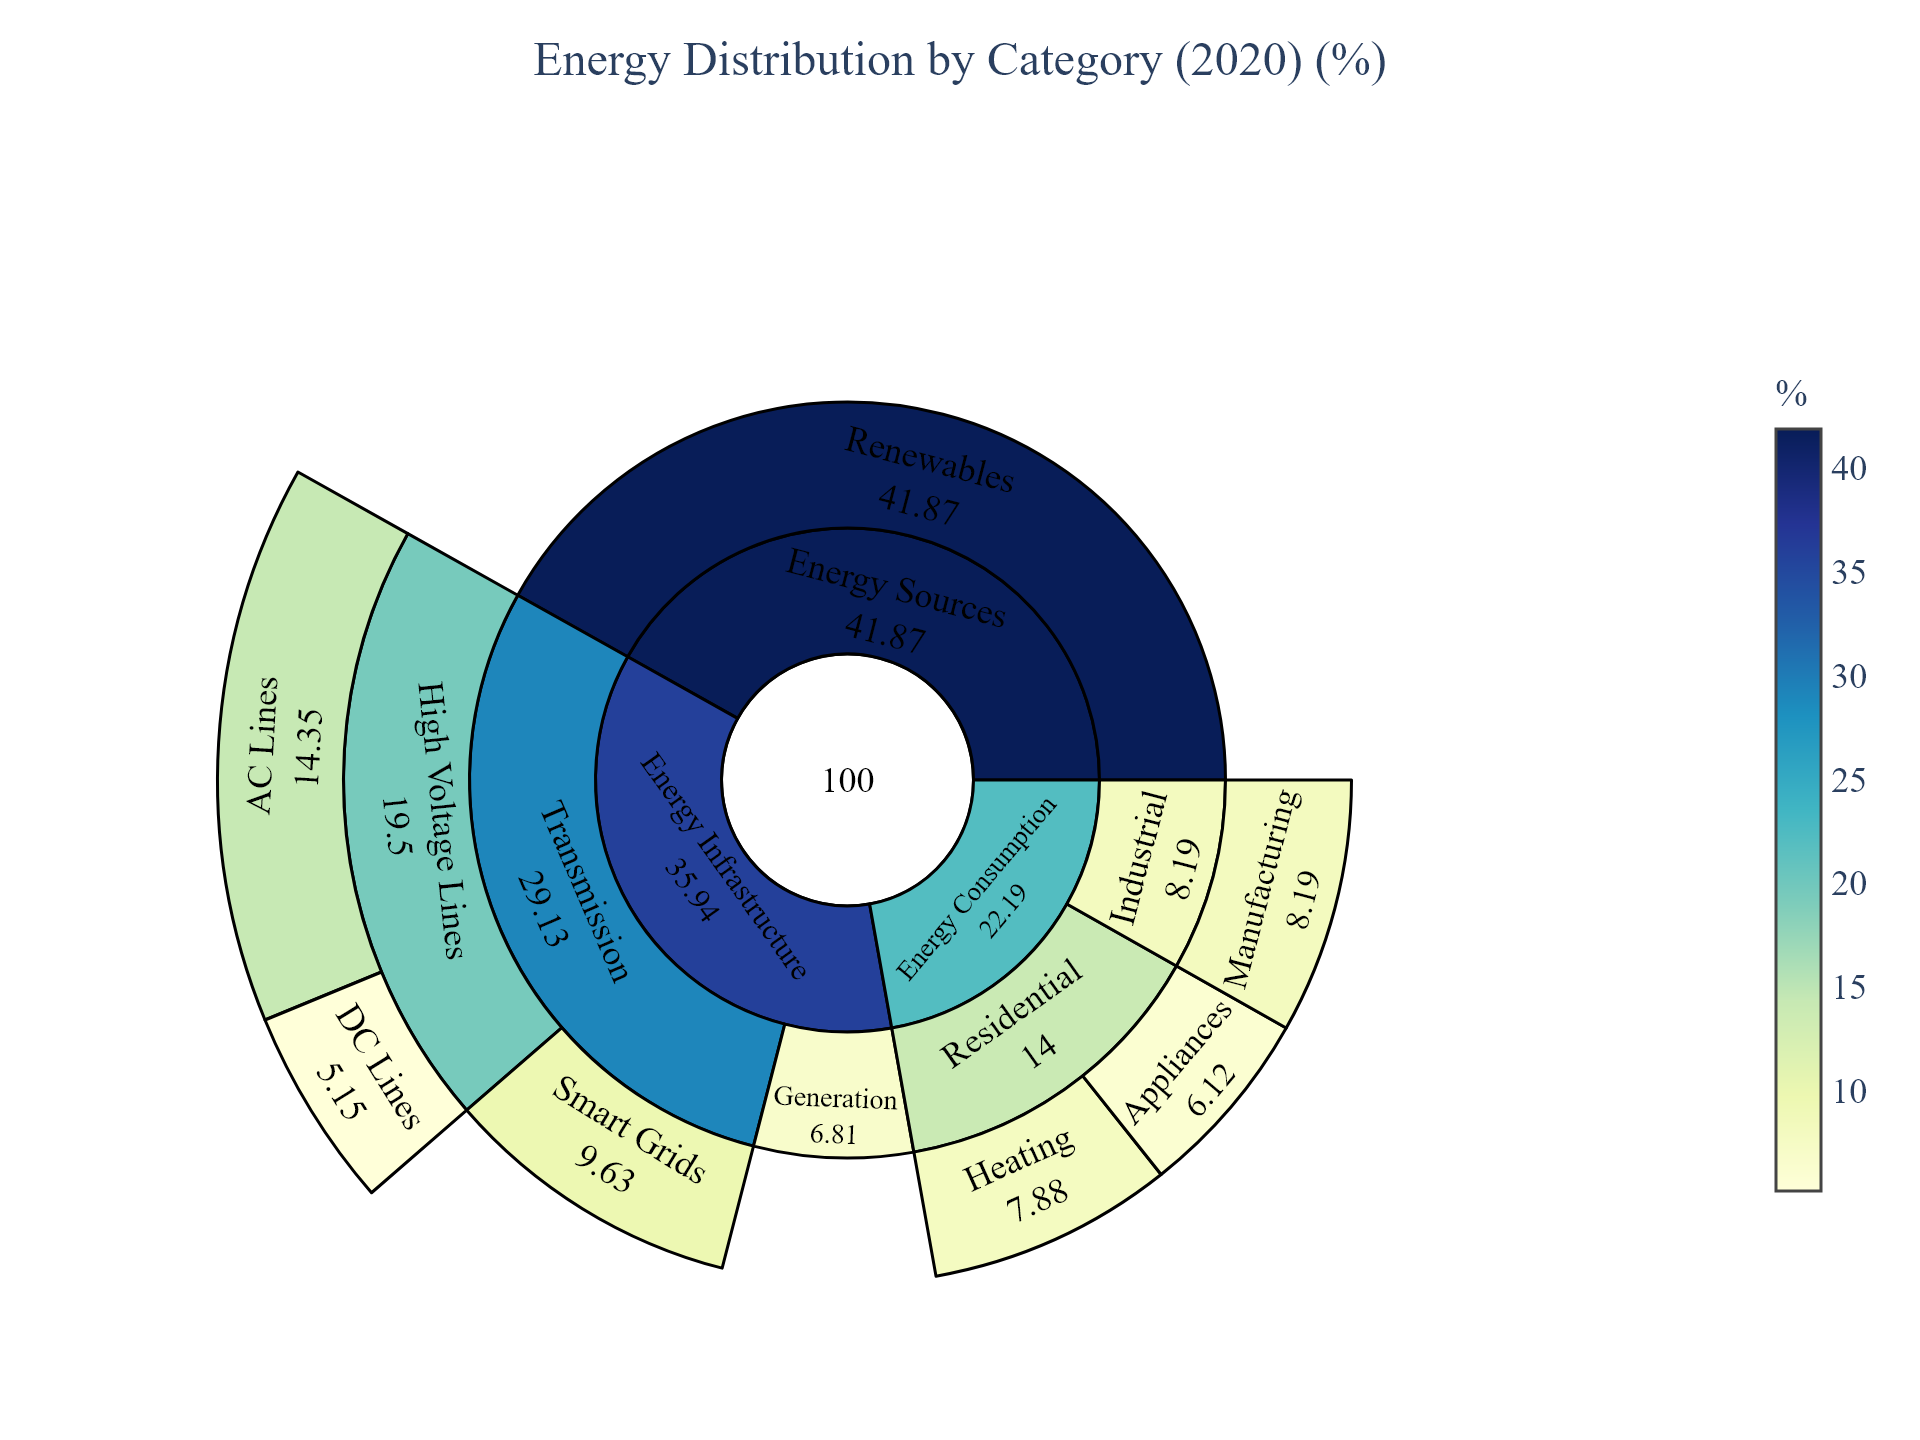 Energy Distribution by Category (2020) (%)
Renewables
41.87
Energy Sources
41.87
100
Energy Infrastructure
35.94
Transmission
29.13
High Voltage Lines
19.5
AC Lines
14.35
DC Lines
5.15
Smart Grids
9.63
Generation
6.81
Energy Consumption
22.19
Industrial
8.19
Manufacturing
8.19
Residential
14
Appliances
6.12
Heating
7.88
%
40
35
30
25
20
15
10